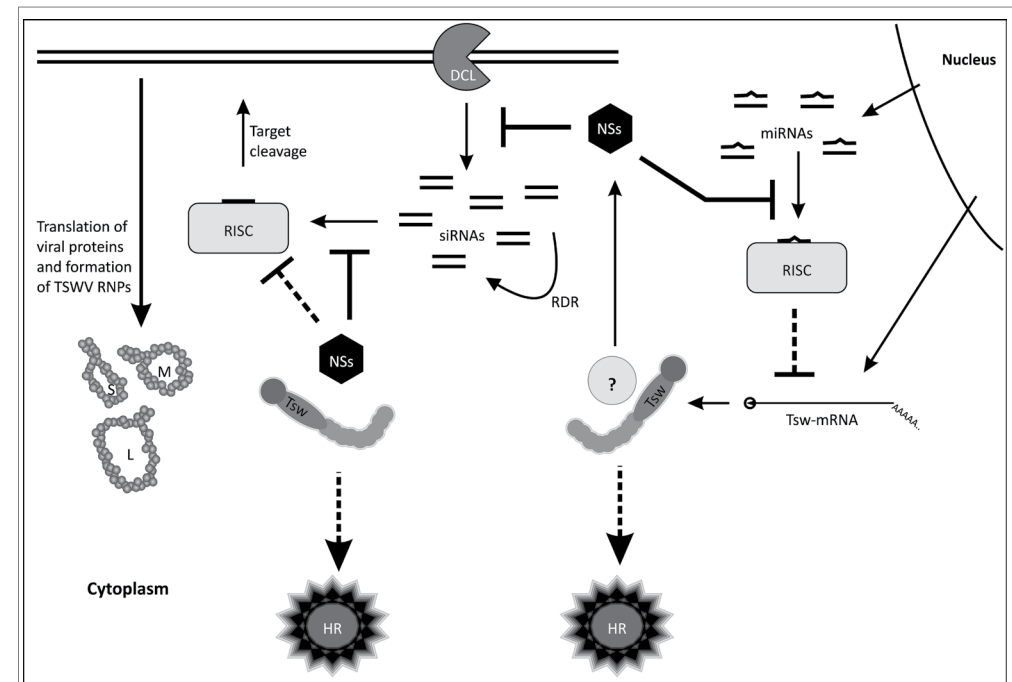 Nucleus
DCL
NSs
miRNAs
Target
cleavage
RISC
siRNAs
RISC
Translation of
viral proteins
and formation
of TSWV RNPs
RDR
NSs
S
M
L
Tsw
?
Tsw
Tsw-mRNA
AAAAA..
Cytoplasm
HR
HR